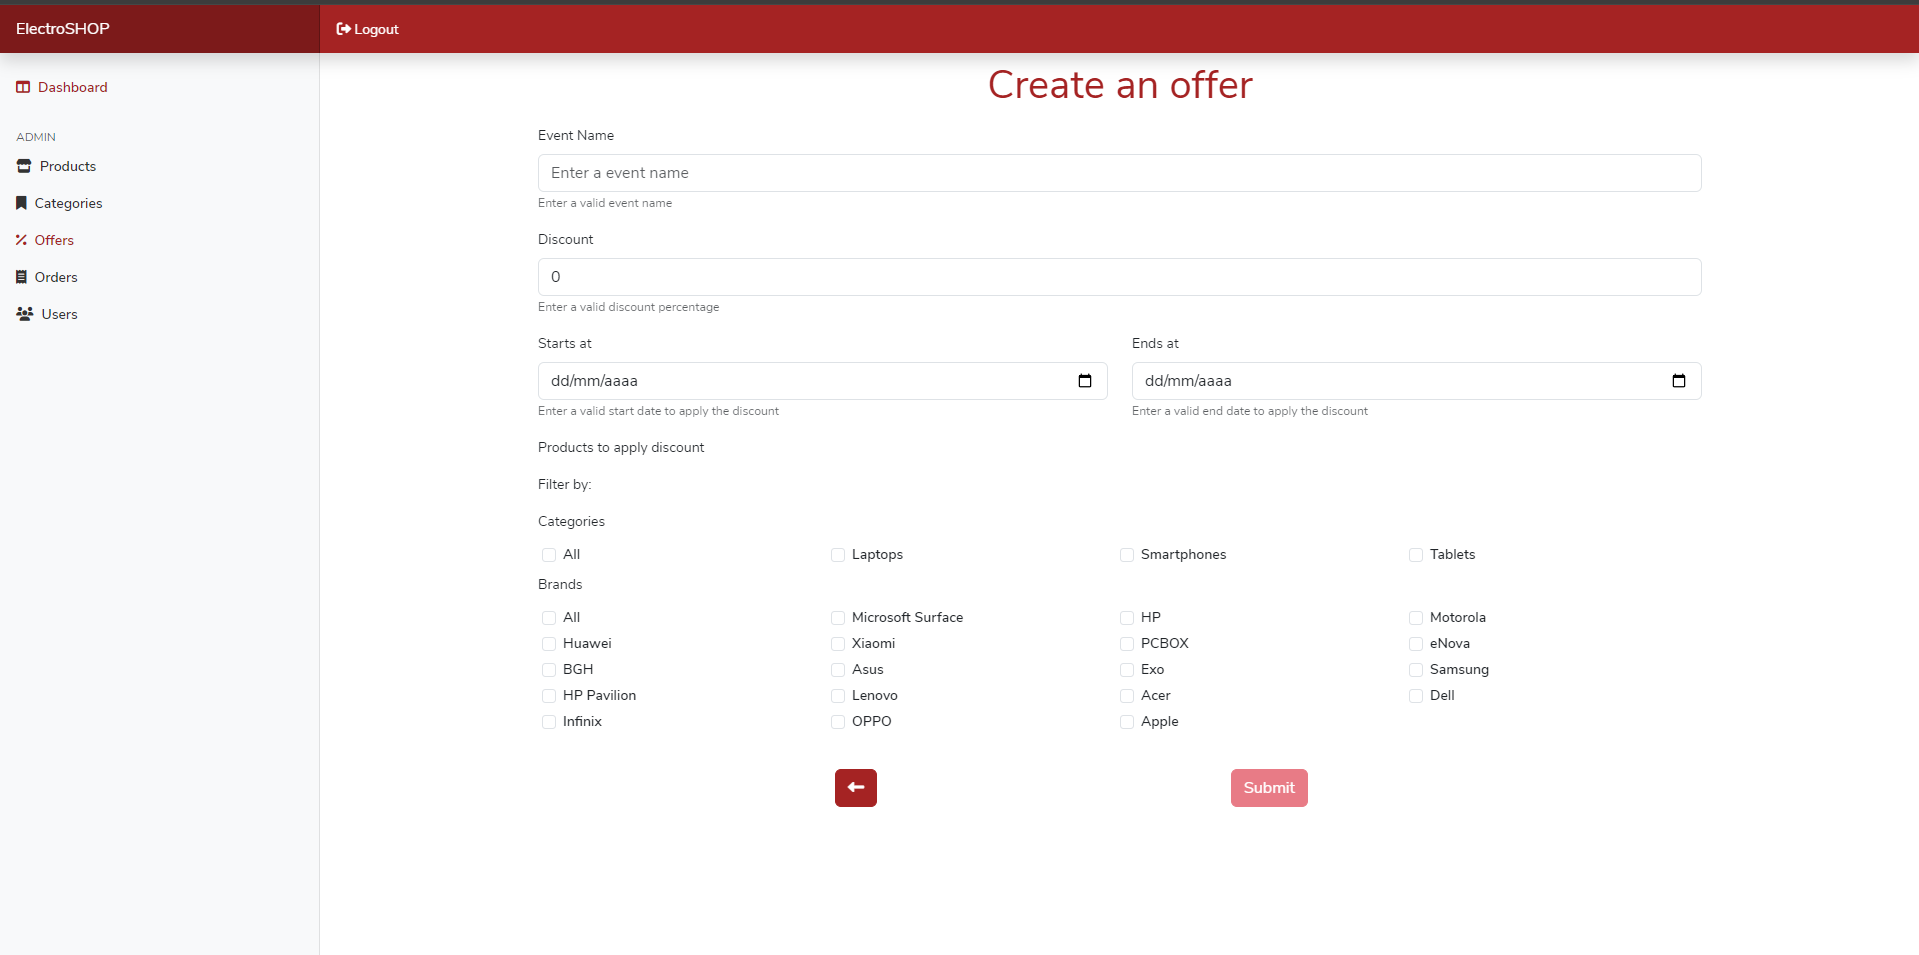 ElectroSHOP
Logout
Dashboard
ADMIN
Products
Categories
Offers
Orders
Users
Create an offer
Event Name
Enter a event name
Enter a valid event name
Discount
0
Enter a valid discount percentage
Starts at
Ends at
dd/mm/aaaa
dd/mm/aaaa
Enter a valid start date to apply the discount
Enter a valid end date to apply the discount
Products to apply discount
Filter by:
Categories
All Laptops Smartphones Tablets
Brands
All Microsoft Surface HP Motorola
Huawei Xiaomi PCBOX eNova
BGH Asus Exo Samsung
HP Pavilion Lenovo Acer Dell
Infinix OPPO Apple
Submit